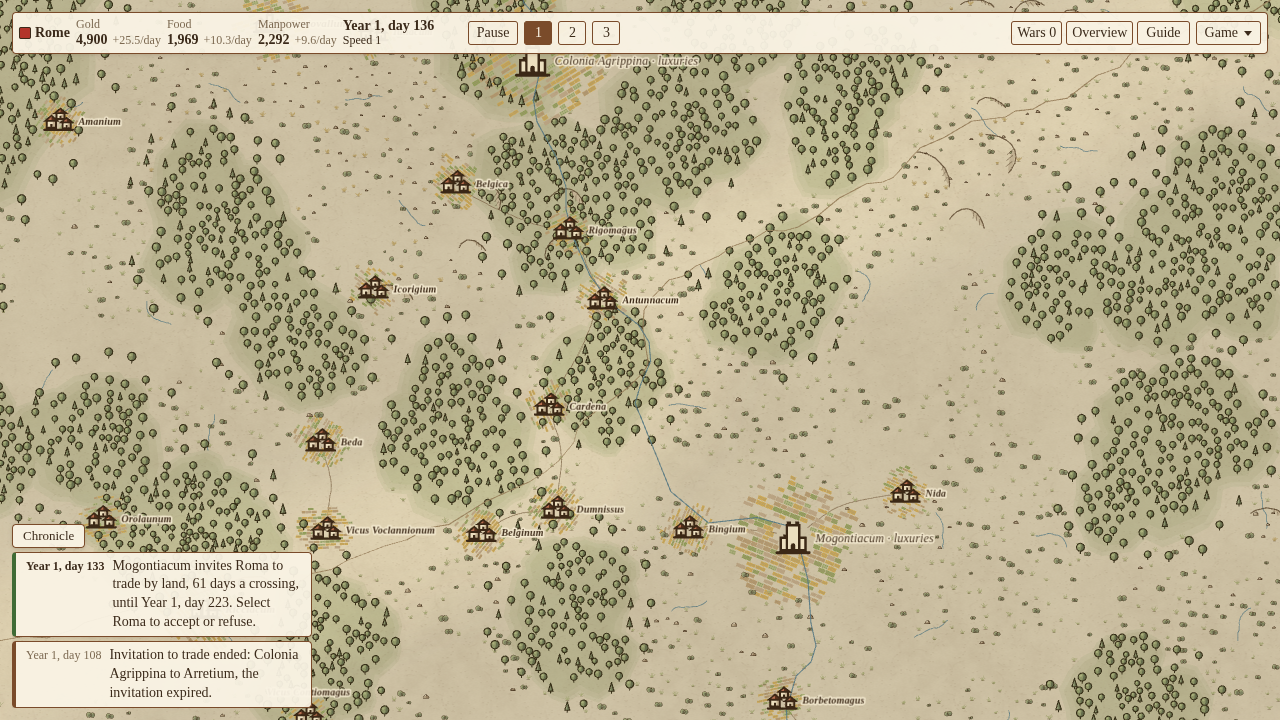 Rome
Gold
4,900 +25.5/day
Food
1,969 +10.3/day
Manpower
2,292 +9.6/day
Year 1, day 136
Speed 1
Pause
1
2
3
Wars 0
Overview
Guide
Game
Colonia Agrippina · luxuries
Amanium
Belgica
Rigomagus
Icorigium
Antunnacum
Cardena
Beda
Nida
Orolaunum
Vicus Voclannionum
Belginum
Dumnissus
Bingium
Mogontiacum · luxuries
Borbetomagus
Chronicle
Year 1, day 133 Mogontiacum invites Roma to
trade by land, 61 days a crossing,
until Year 1, day 223. Select
Roma to accept or refuse.
Year 1, day 108 Invitation to trade ended: Colonia
Agrippina to Arretium, the
invitation expired.